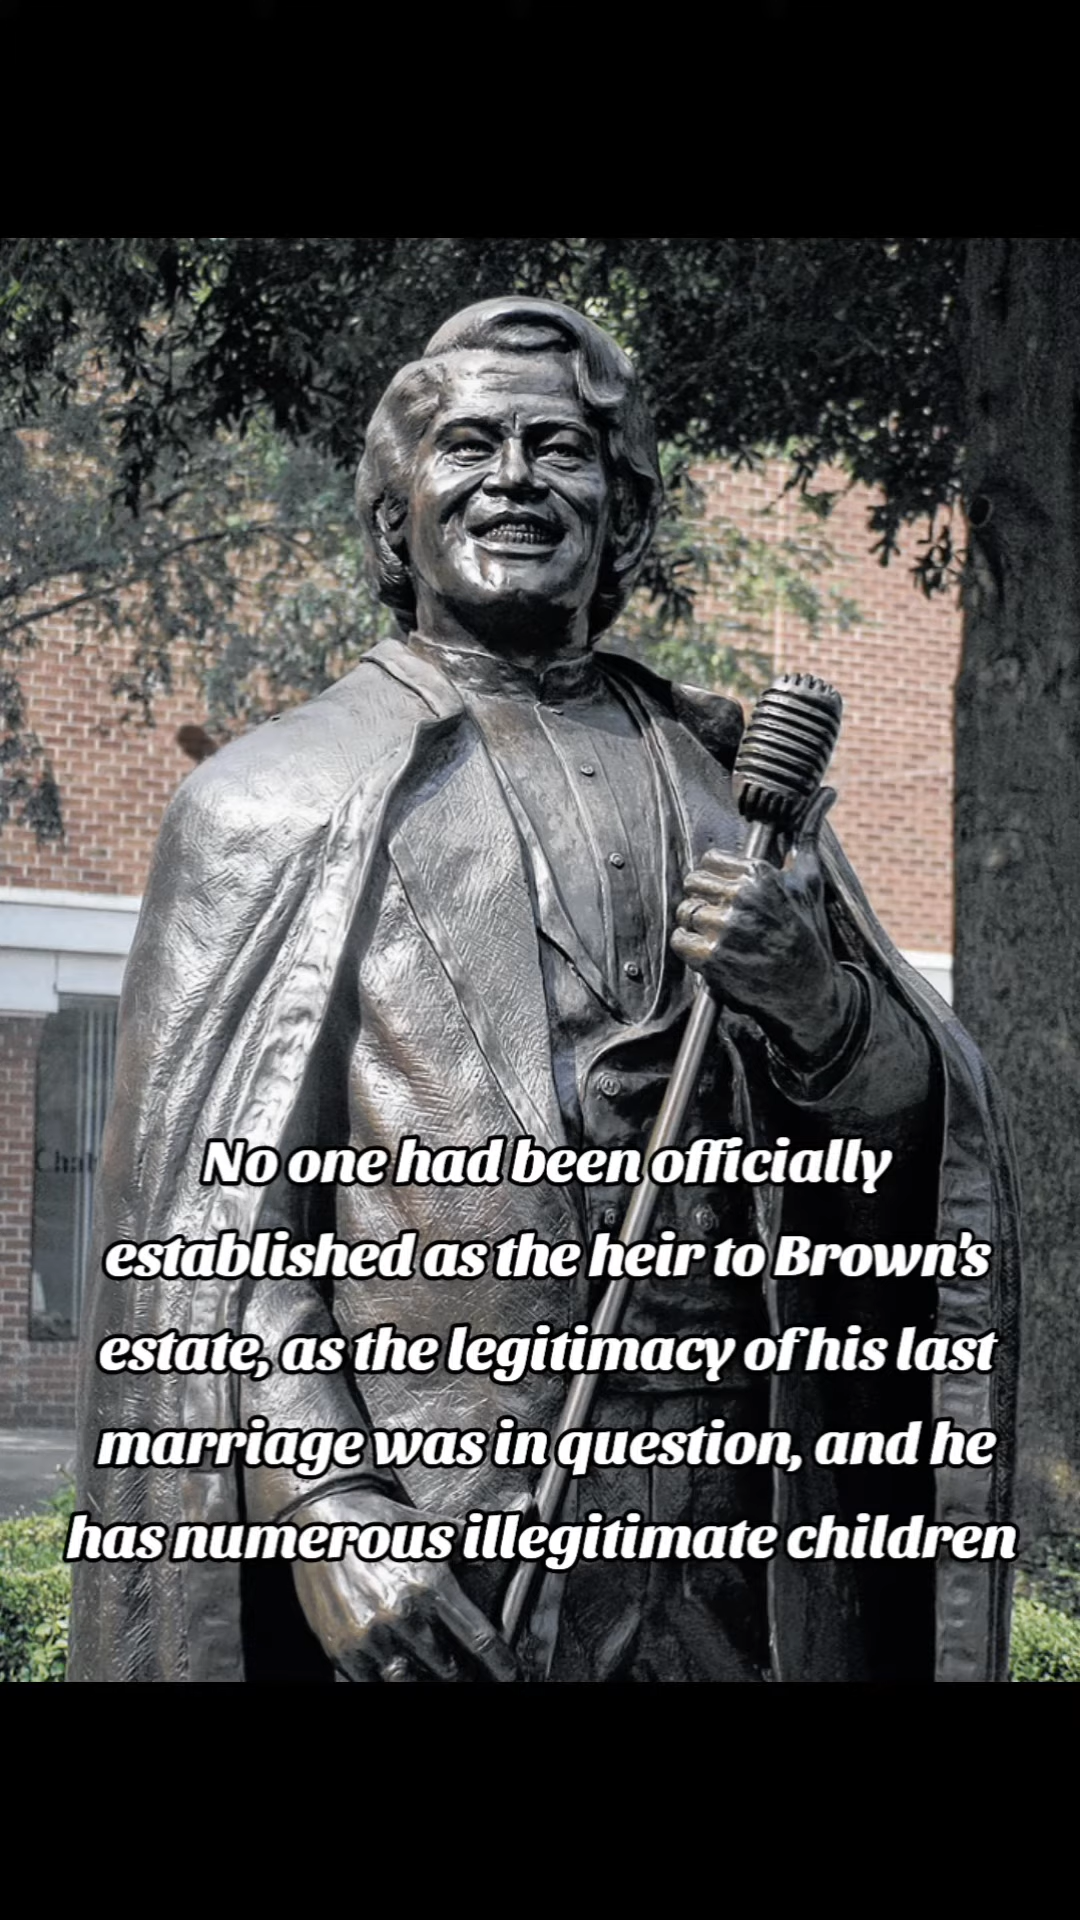 No one had been officially
established as the heir to Brown's
estate, as the legitimacy of his last
marriage was in question, and he
has numerous illegitimate children